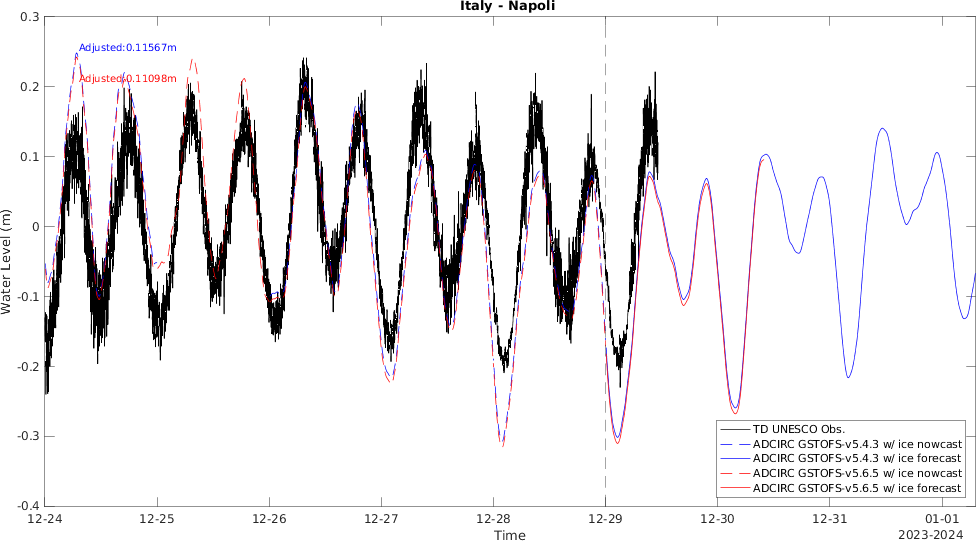 Italy - Napoli
Adjusted:0.11567m
Adjusted:0.11098m
Water Level (m)
0.3
0.2
0.1
0
-0.1
-0.2
-0.3
-0.4
TD UNESCO Obs.
ADCIRC GSTOFS-v5.4.3 w/ ice nowcast
ADCIRC GSTOFS-v5.4.3 w/ ice forecast
ADCIRC GSTOFS-v5.6.5 w/ ice nowcast
ADCIRC GSTOFS-v5.6.5 w/ ice forecast
12-24 12-25 12-26 12-27 12-28 12-29 12-30 12-31 01-01
Time
2023-2024